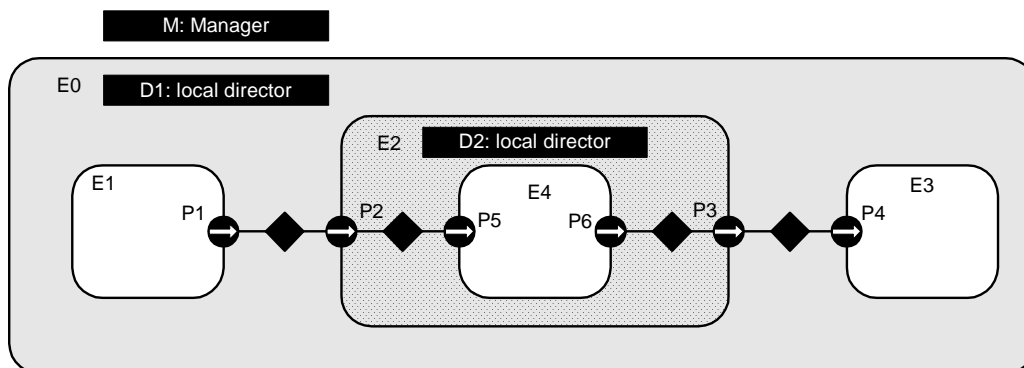 M: Manager
E0
D1: local director
E2
D2: local director
E1
E4
E3
P1
P2
P5
P6
P3
P4